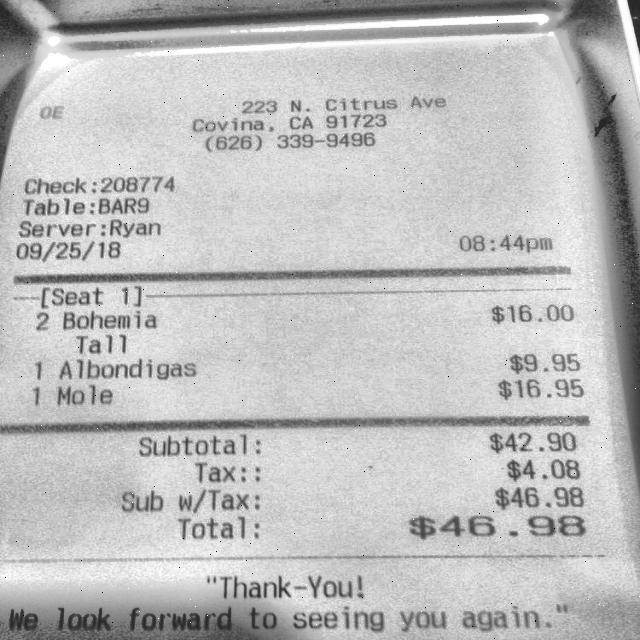 OE
223 N. Citrus Ave
Covina, CA 91723
(626) 339-9496
Check:208774
Table:BAR9
Server:Ryan
09/25/18 08:44pm
[Seat 1]
2 Bohemia $16.00
Tall
1 Albondigas $9.95
1 Mole $16.95
Subtotal: $42.90
Tax:: $4.08
Sub w/Tax: $46.98
Total: $46.98
"Thank-You!
We look forward to seeing you again."